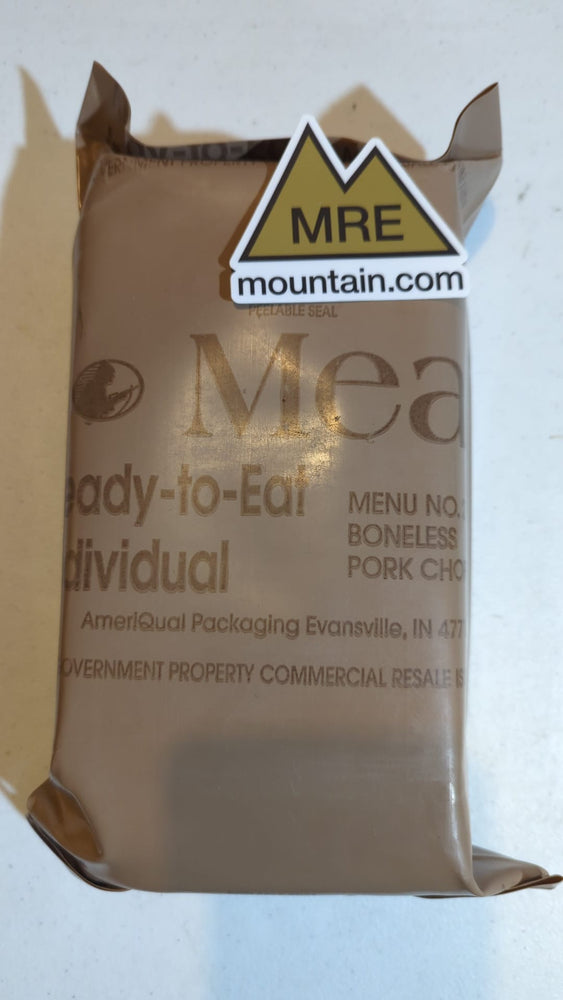 MRE
mountain.com
PEELABLE SEAL
Mea
eady-to-Eat
dividual
MENU NO.
BONELESS
PORK CHO
AmeriQual Packaging Evansville, IN 477
OVERNMENT PROPERTY COMMERCIAL RESALE IS